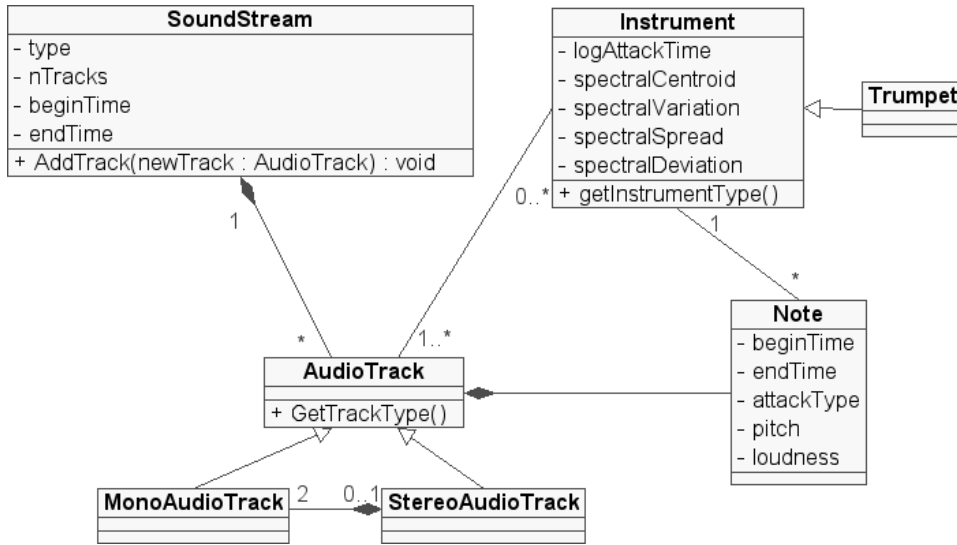 SoundStream
- type
- nTracks
- beginTime
- endTime
+ AddTrack(newTrack : AudioTrack) : void
Instrument
- logAttackTime
- spectralCentroid
- spectralVariation
- spectralSpread
- spectralDeviation
+ getInstrumentType()
Trumpet
1
0..*
1
*
*
1..*
AudioTrack
+ GetTrackType()
Note
- beginTime
- endTime
- attackType
- pitch
- loudness
MonoAudioTrack
2
0..1
StereoAudioTrack